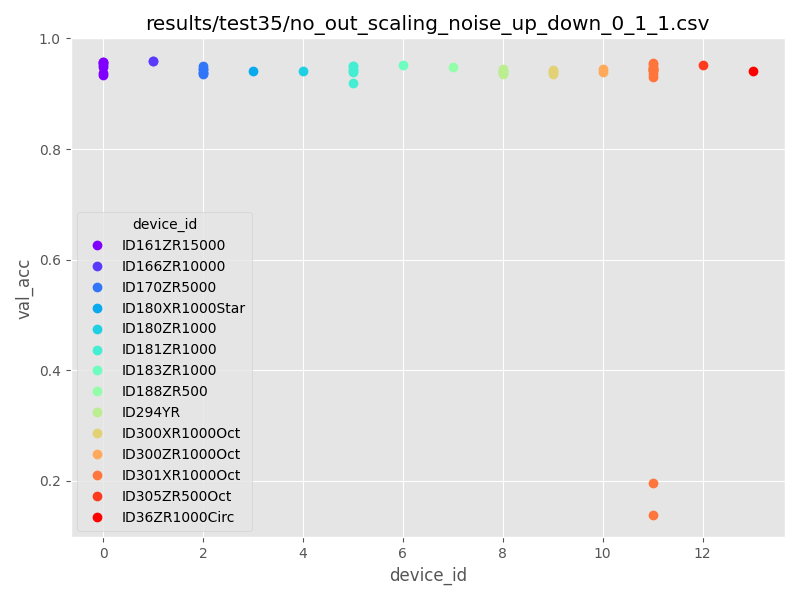 results/test35/no_out_scaling_noise_up_down_0_1_1.csv
1.0
0.8
0.6
0.4
0.2
val_acc
device_id
ID161ZR15000
ID166ZR10000
ID170ZR5000
ID180XR1000Star
ID180ZR1000
ID181ZR1000
ID183ZR1000
ID188ZR500
ID294YR
ID300XR1000Oct
ID300ZR1000Oct
ID301XR1000Oct
ID305ZR500Oct
ID36ZR1000Circ
0 2 4 6 8 10 12
device_id